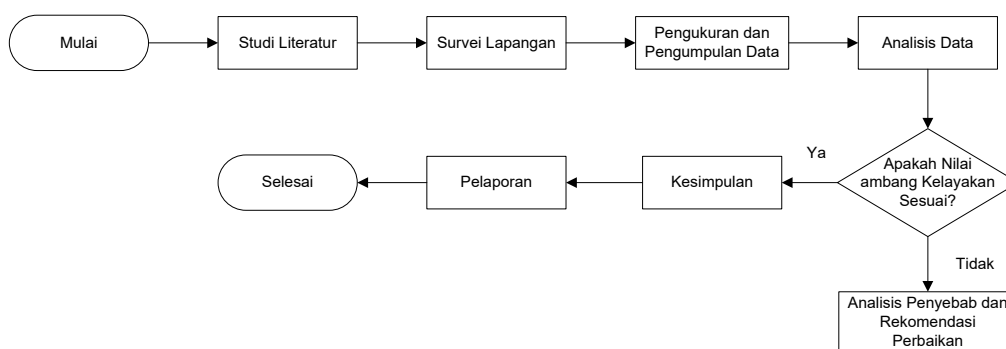 Mulai
Studi Literatur
Survei Lapangan
Pengukuran dan
Pengumpulan Data
Analisis Data
Apakah Nilai
ambang Kelayakan
Sesuai?
Ya
Kesimpulan
Pelaporan
Selesai
Tidak
Analisis Penyebab dan
Rekomendasi
Perbaikan